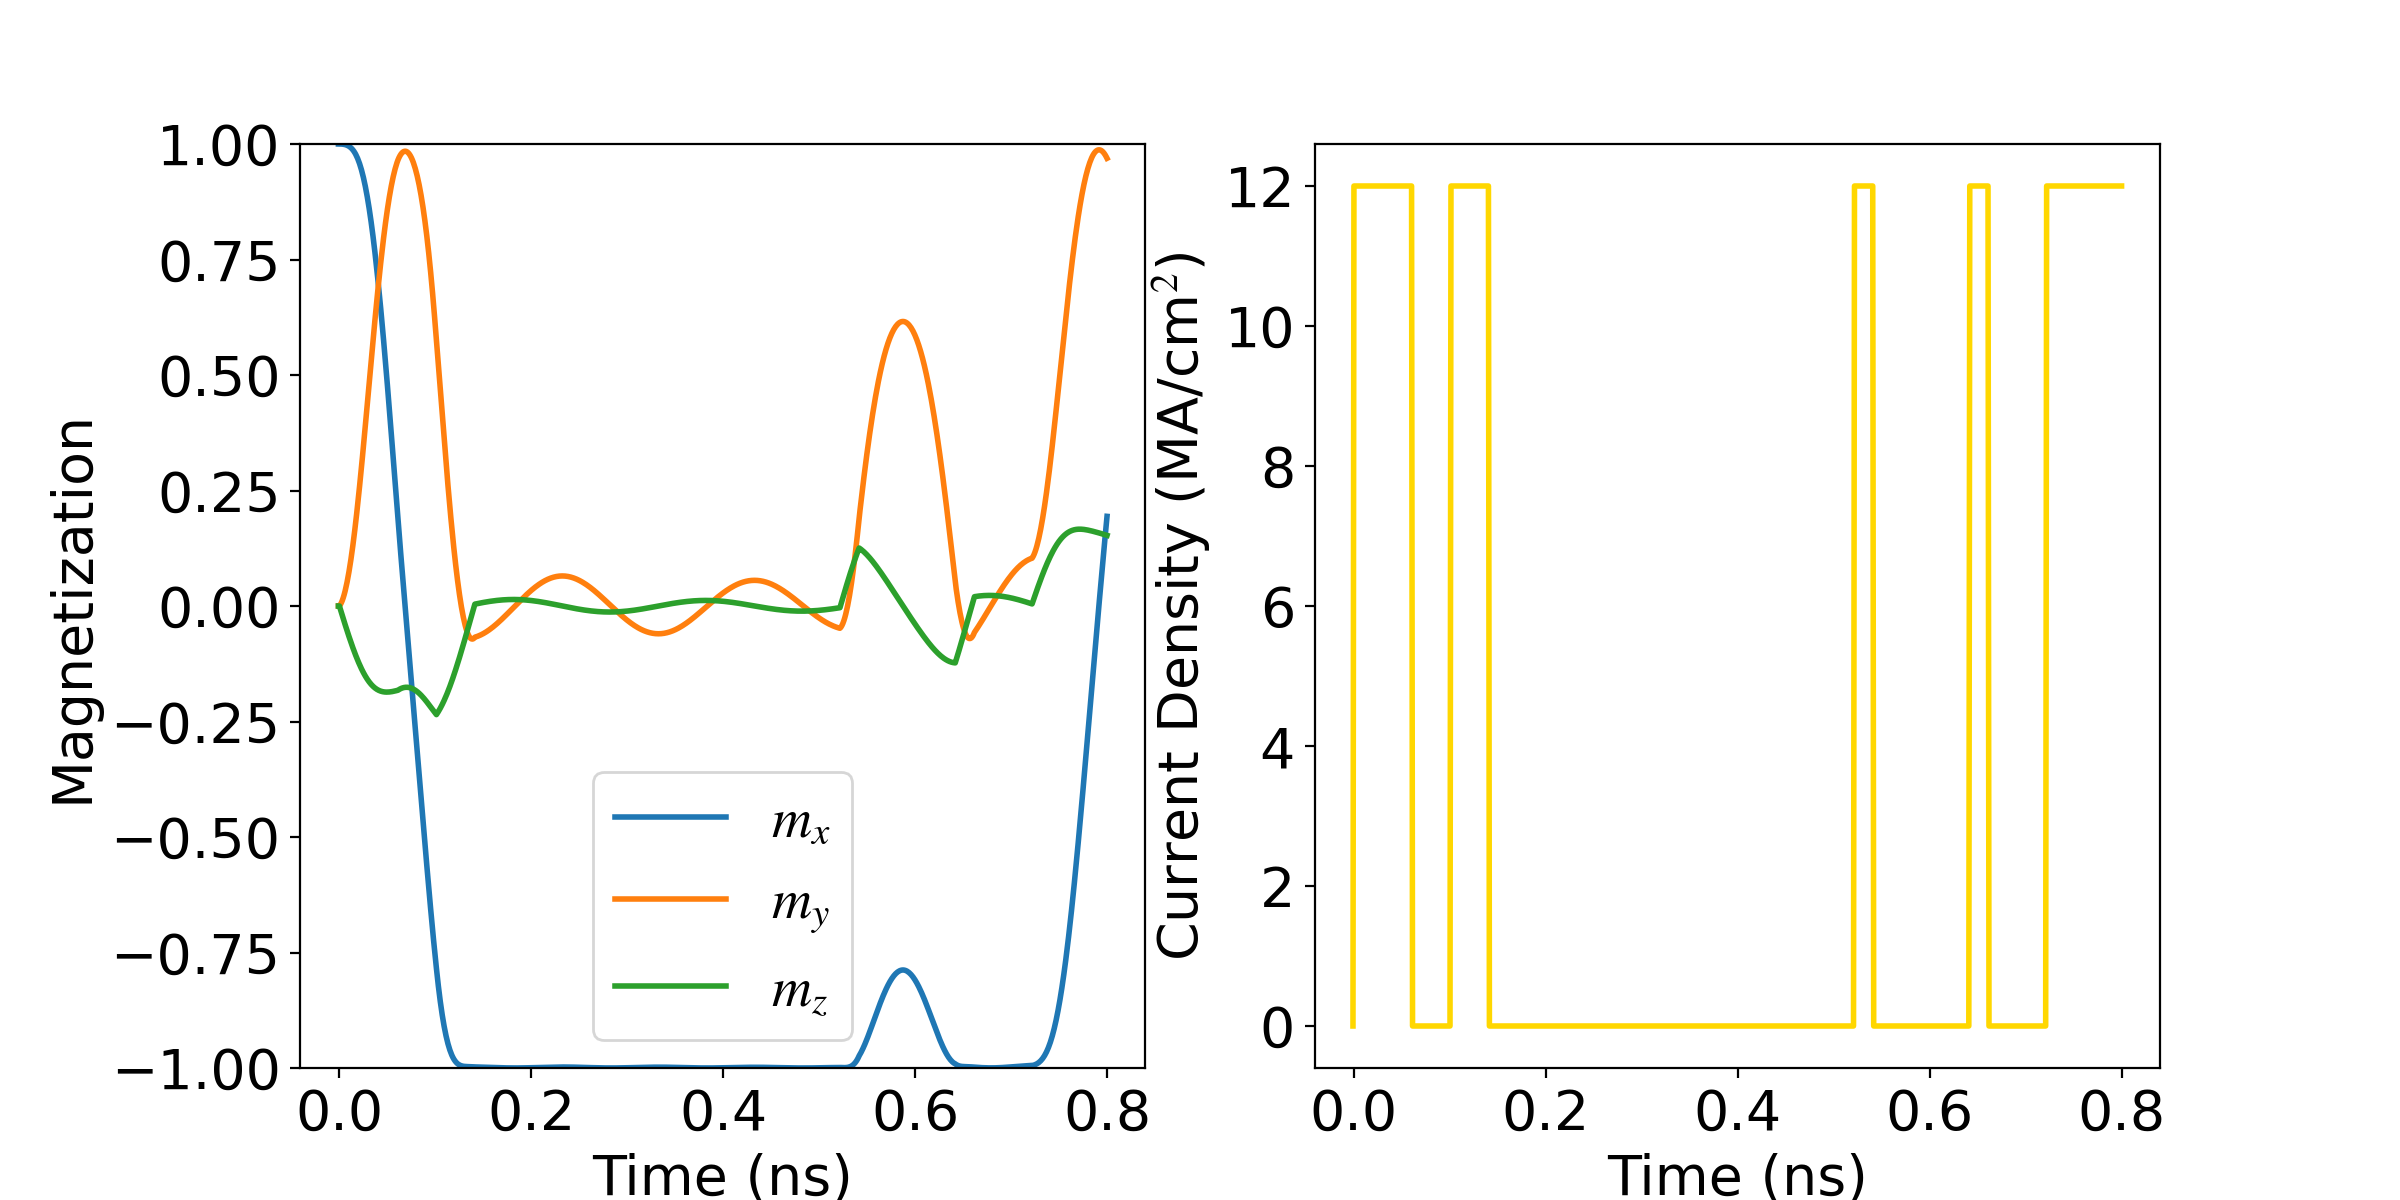 Magnetization
1.00
0.75
0.50
0.25
0.00
−0.25
−0.50
−0.75
−1.00
0.0 0.2 0.4 0.6 0.8
Time (ns)
m_x
m_y
m_z
Current Density (MA/cm²)
12
10
8
6
4
2
0
0.0 0.2 0.4 0.6 0.8
Time (ns)